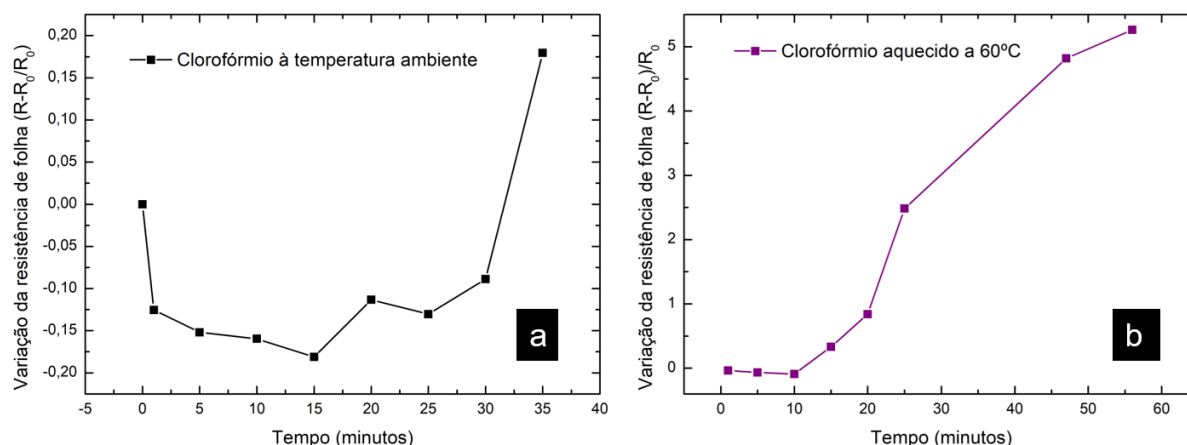 Variação da resistência de folha (R-R₀/R₀)
0,20
0,15
0,10
0,05
0,00
-0,05
-0,10
-0,15
-0,20
Clorofórmio à temperatura ambiente
a
-5 0 5 10 15 20 25 30 35 40
Tempo (minutos)
Variação da resistência de folha (R-R₀)/R₀
5
4
3
2
1
0
Clorofórmio aquecido a 60ºC
b
0 10 20 30 40 50 60
Tempo (minutos)